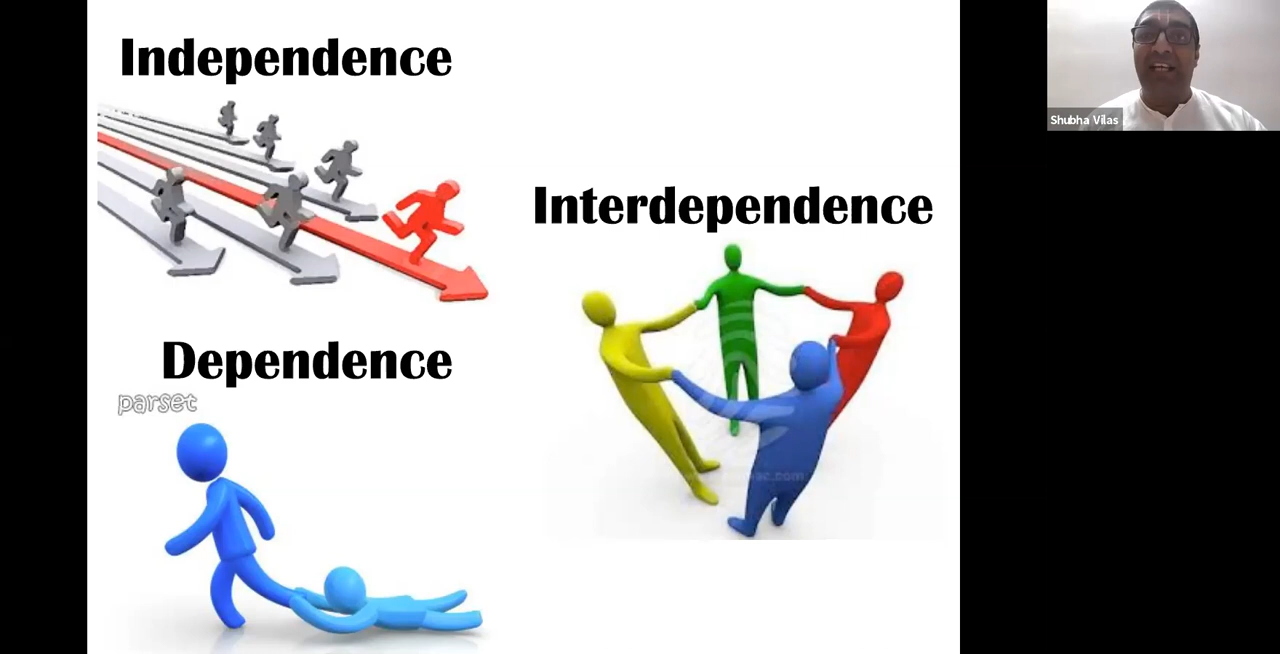 Independence
Interdependence
Dependence
parset
Shubha Vilas